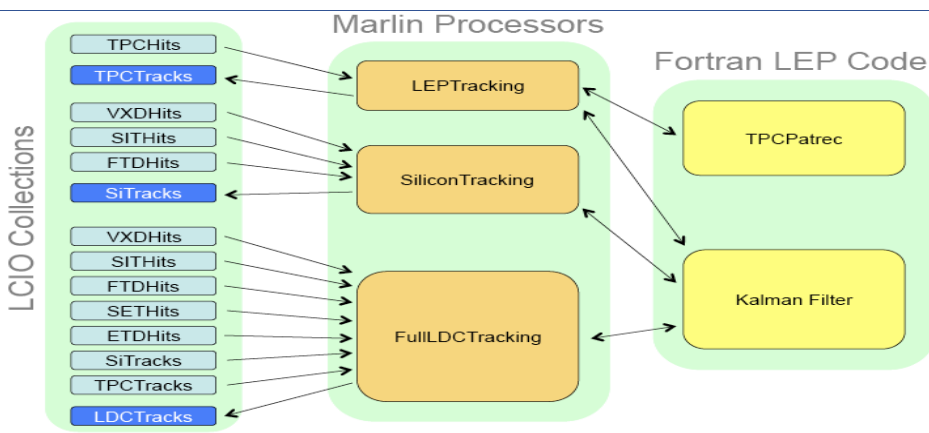 Marlin Processors
Fortran LEP Code
LCIO Collections
TPCHits
TPCTracks
VXDHits
SITHits
FTDHits
SiTracks
VXDHits
SITHits
FTDHits
SETHits
ETDHits
SiTracks
TPCTracks
LDCTracks
LEPTracking
SiliconTracking
FullLDCTracking
TPCPatrec
Kalman Filter